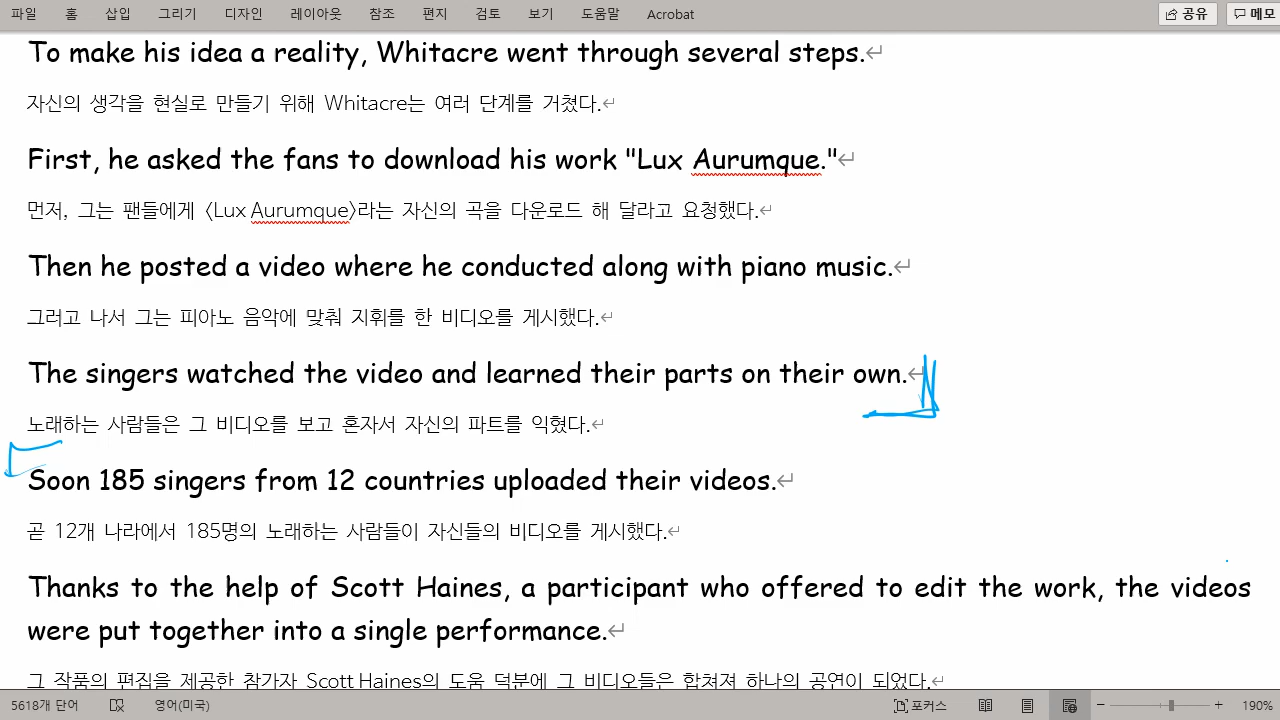 파일 홈 삽입 그리기 디자인 레이아웃 참조 편지 검토 보기 도움말 Acrobat 공유 메모
To make his idea a reality, Whitacre went through several steps.
자신의 생각을 현실로 만들기 위해 Whitacre는 여러 단계를 거쳤다.
First, he asked the fans to download his work "Lux Aurumque."
먼저, 그는 팬들에게 〈Lux Aurumque〉라는 자신의 곡을 다운로드 해 달라고 요청했다.
Then he posted a video where he conducted along with piano music.
그러고 나서 그는 피아노 음악에 맞춰 지휘를 한 비디오를 게시했다.
The singers watched the video and learned their parts on their own.
노래하는 사람들은 그 비디오를 보고 혼자서 자신의 파트를 익혔다.
Soon 185 singers from 12 countries uploaded their videos.
곧 12개 나라에서 185명의 노래하는 사람들이 자신들의 비디오를 게시했다.
Thanks to the help of Scott Haines, a participant who offered to edit the work, the videos
were put together into a single performance.
그 작품의 편집을 제공한 참가자 Scott Haines의 도움 덕분에 그 비디오들은 합쳐져 하나의 공연이 되었다.
5618개 단어 영어(미국) 포커스 190%